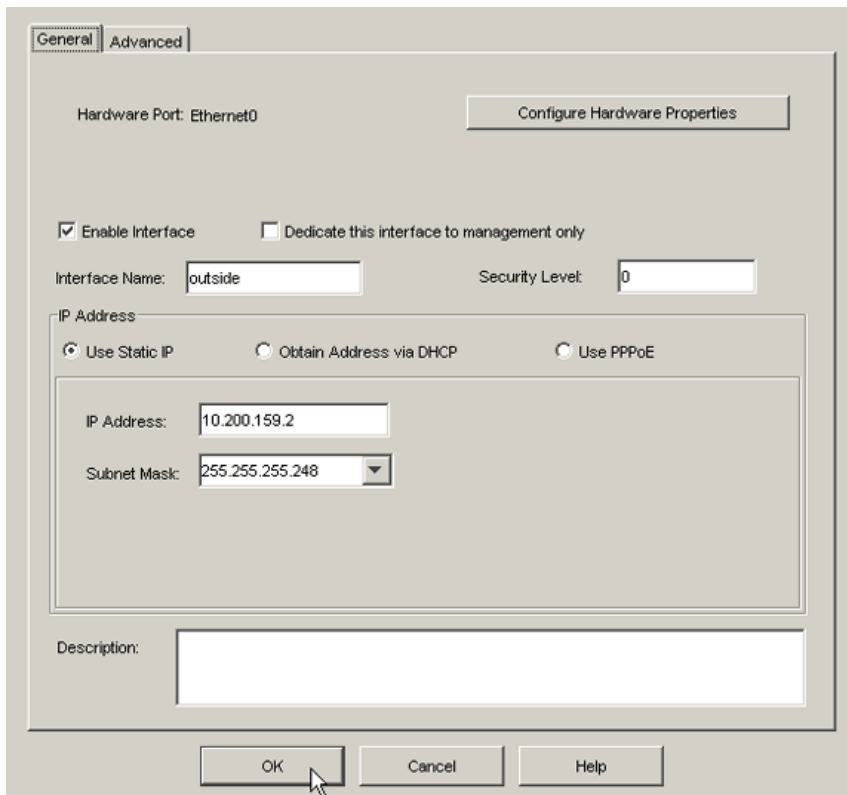 General Advanced
Hardware Port: Ethernet0 Configure Hardware Properties
Enable Interface Dedicate this interface to management only
Interface Name: outside Security Level: 0
IP Address
Use Static IP Obtain Address via DHCP Use PPPoE
IP Address: 10.200.159.2
Subnet Mask: 255.255.255.248
Description:
OK Cancel Help